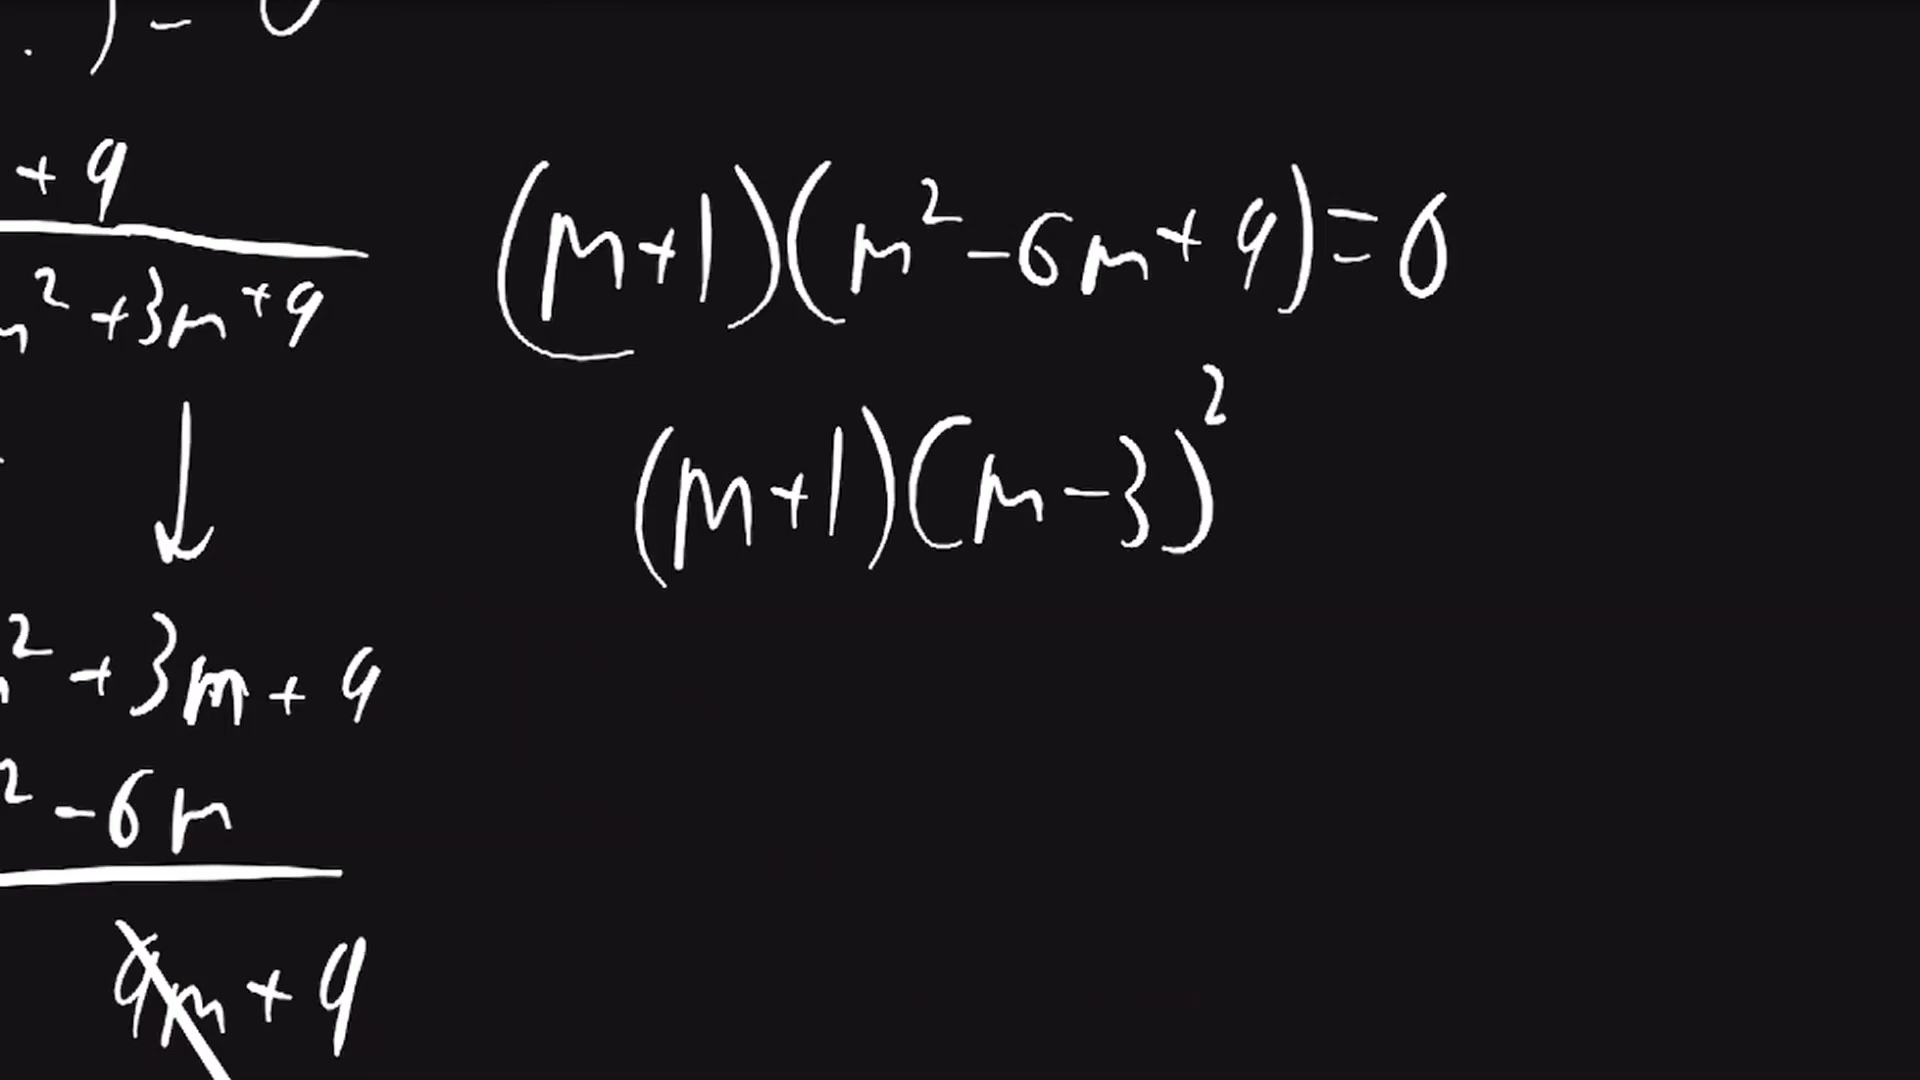 . ) = 0
+ 9
m² + 3m + 9
² + 3m + 9
² - 6m
9m + 9
(m+1)(m² - 6m + 9) = 0
(m+1)(m-3)²